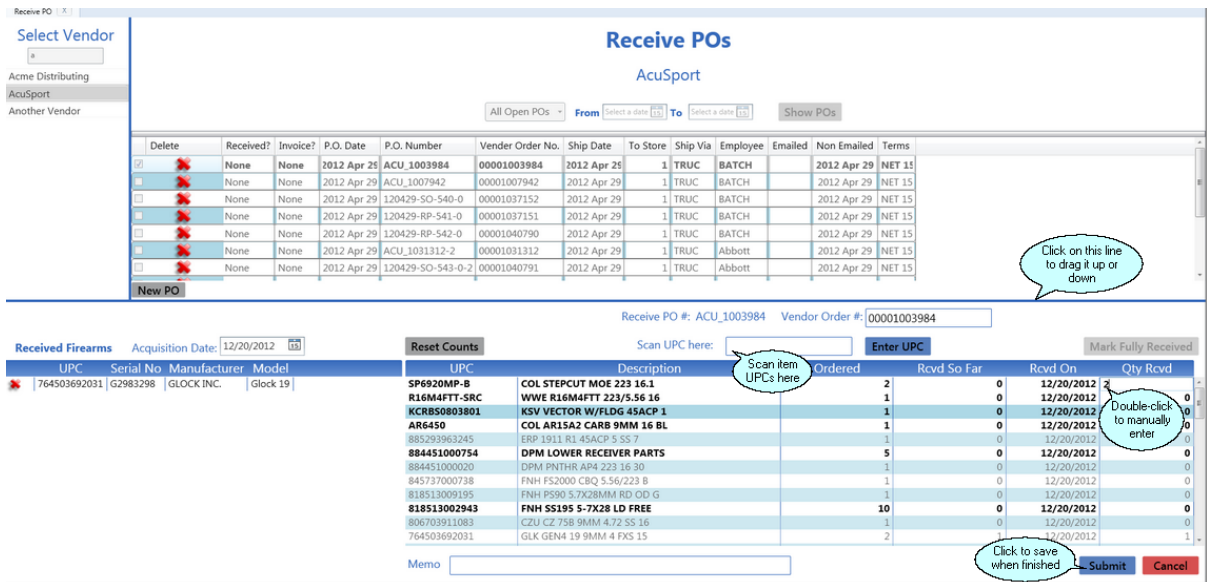 Receive PO X
Select Vendor
a
Acme Distributing
AcuSport
Another Vendor
Receive POs
AcuSport
All Open POs From Select a date 15 To Select a date 15 Show POs
Delete Received? Invoice? P.O. Date P.O. Number Vender Order No. Ship Date To Store Ship Via Employee Emailed Non Emailed Terms
None None 2012 Apr 29 ACU_1003984 00001003984 2012 Apr 29 1 TRUC BATCH 2012 Apr 29 NET 15
None None 2012 Apr 29 ACU_1007942 00001007942 2012 Apr 29 1 TRUC BATCH 2012 Apr 29 NET 15
None None 2012 Apr 29 120429-SO-540-0 00001037152 2012 Apr 29 1 TRUC BATCH 2012 Apr 29 NET 15
None None 2012 Apr 29 120429-RP-541-0 00001037151 2012 Apr 29 1 TRUC BATCH 2012 Apr 29 NET 15
None None 2012 Apr 29 120429-RP-542-0 00001040790 2012 Apr 29 1 TRUC BATCH 2012 Apr 29 NET 15
None None 2012 Apr 29 ACU_1031312-2 00001031312 2012 Apr 29 1 TRUC Abbott 2012 Apr 29 NET 15
None None 2012 Apr 29 120429-SO-543-0-2 00001040791 2012 Apr 29 1 TRUC Abbott 2012 Apr 29 NET 15
New PO
Click on this line
to drag it up or
down
Receive PO #: ACU_1003984 Vendor Order #: 00001003984
Received Firearms Acquisition Date: 12/20/2012 15
Reset Counts Scan UPC here: Enter UPC Mark Fully Received
UPC Serial No Manufacturer Model
764503692031 G2983298 GLOCK INC. Glock 19
UPC Description Ordered Rcvd So Far Rcvd On Qty Rcvd
SP6920MP-B COL STEPCUT MOE 223 16.1 2 0 12/20/2012 2
R16M4FTT-SRC WWE R16M4FTT 223/5.56 16 1 0 12/20/2012 0
KCRBS0803801 KSV VECTOR W/FLDG 45ACP 1 1 0 12/20/2012 0
AR6450 COL AR15A2 CARB 9MM 16 BL 1 0 12/20/2012 0
885293963245 ERP 1911 R1 45ACP 5 SS 7 1 0 12/20/2012 0
884451000754 DPM LOWER RECEIVER PARTS 5 0 12/20/2012 0
884451000020 DPM PNTHR AP4 223 16 30 1 0 12/20/2012 0
845737000738 FNH FS2000 CBQ 5.56/223 B 1 0 12/20/2012 0
818513009195 FNH PS90 5.7X28MM RD OD G 1 0 12/20/2012 0
818513002943 FNH SS195 5-7X28 LD FREE 10 0 12/20/2012 0
806703911083 CZU CZ 75B 9MM 4.72 SS 16 1 0 12/20/2012 0
764503692031 GLK GEN4 19 9MM 4 FXS 15 2 1 12/20/2012 1
Scan item
UPCs here
Double-click
to manually
enter
Click to save
when finished
Memo Submit Cancel